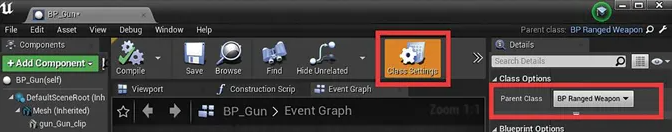 BP_Gun*
File Edit Asset View Debug Window Help
Parent class: BP Ranged Weapon
Components
Details
+ Add Component
Search Details
BP_Gun(self)
Compile
Save
Browse
Find
Hide Unrelated
Class Settings
Class Options
DefaultSceneRoot (Inh
Viewport
Construction Scrip
Event Graph
Parent Class
BP Ranged Weapon
Mesh (Inherited)
gun_Gun_clip
BP_Gun > Event Graph
Zoom 1:1
Blueprint Options